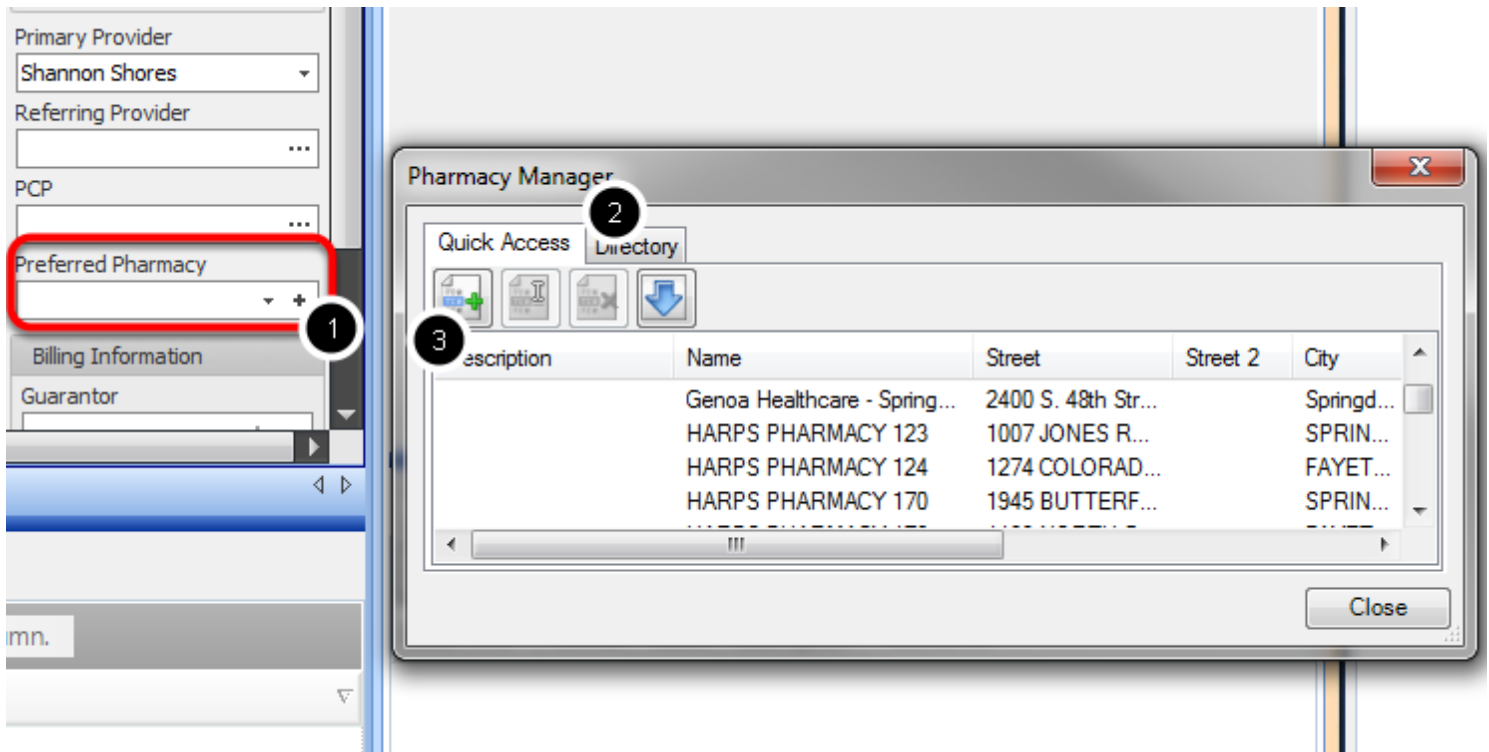 Primary Provider
Shannon Shores
Referring Provider
...
PCP
...
Preferred Pharmacy
1
Billing Information
Guarantor
mn.
Pharmacy Manager
2
Quick Access Directory
3
escription Name Street Street 2 City
Genoa Healthcare - Spring... 2400 S. 48th Str... Springd...
HARPS PHARMACY 123 1007 JONES R... SPRIN...
HARPS PHARMACY 124 1274 COLORAD... FAYET...
HARPS PHARMACY 170 1945 BUTTERF... SPRIN...
Close